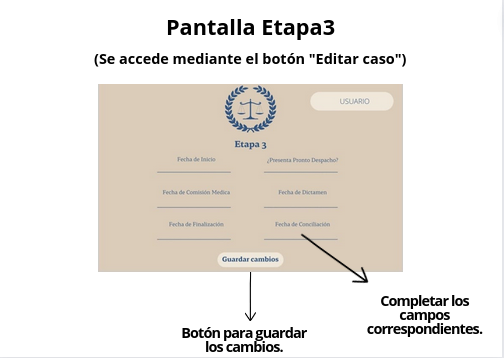 Pantalla Etapa3
(Se accede mediante el botón "Editar caso")
USUARIO
Etapa 3
Fecha de Inicio
¿Presenta Pronto Despacho?
Fecha de Comisión Medica
Fecha de Dictamen
Fecha de Finalización
Fecha de Conciliación
Guardar cambios
Completar los
campos
correspondientes.
Botón para guardar
los cambios.